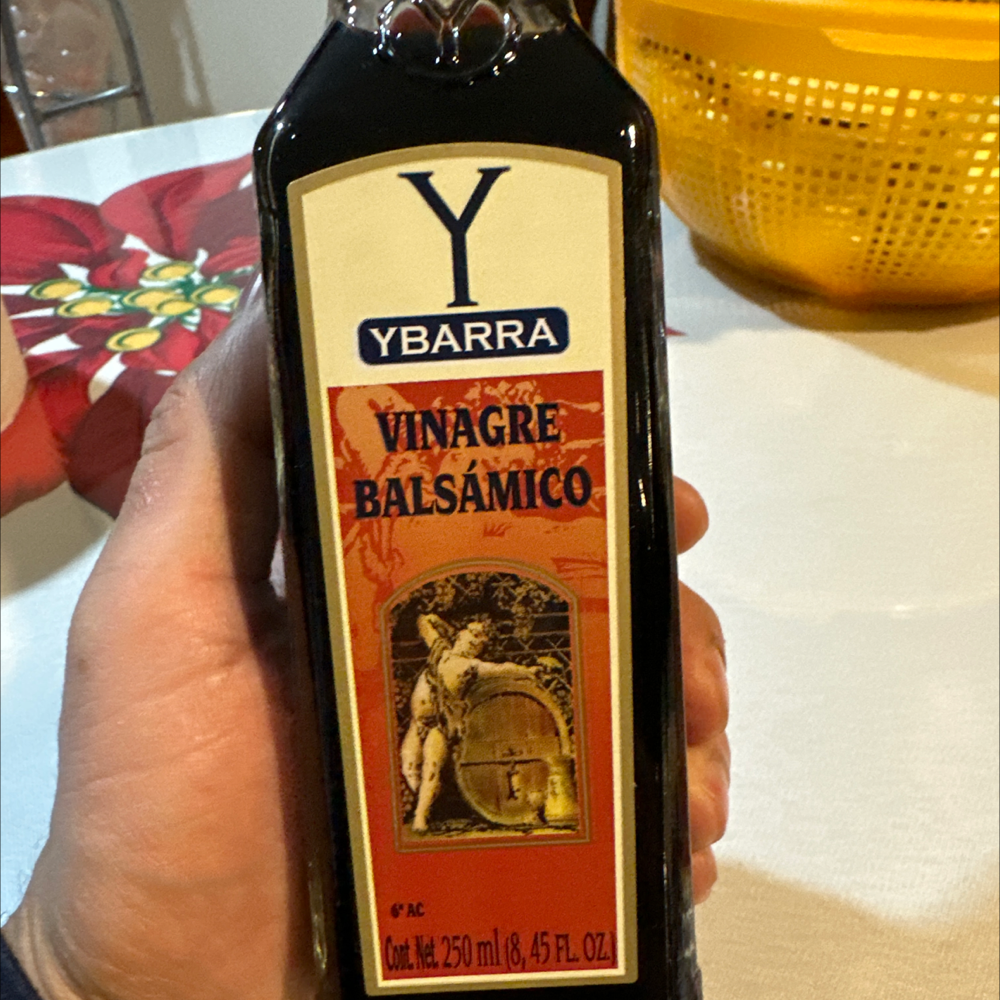 Y
Y
YBARRA
VINAGRE
BALSÁMICO
6° AC
Cont. Net. 250 ml (8, 45 FL. OZ.)